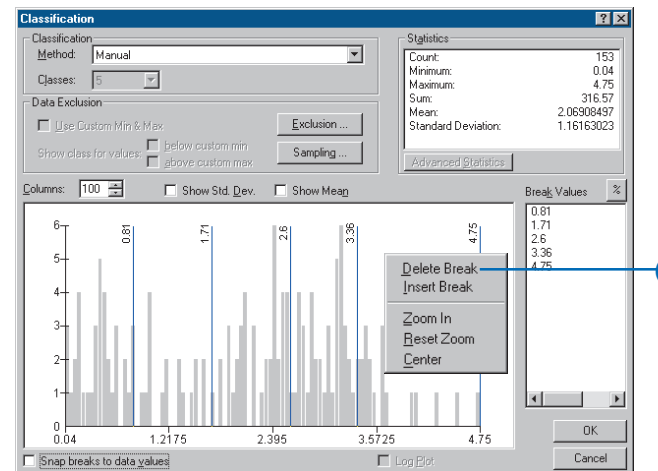 Classification
Classification
Method: Manual
Classes: 5
Data Exclusion
Use Custom Min & Max
Exclusion ...
Show class for values:
below custom min
above custom max
Sampling ...
Statistics
Count: 153
Minimum: 0.04
Maximum: 4.75
Sum: 316.57
Mean: 2.06908497
Standard Deviation: 1.16163023
Advanced Statistics
Columns: 100
Show Std. Dev.
Show Mean
Break Values
%
0.81
1.71
2.6
3.36
4.75
0.81
1.71
2.6
3.36
4.75
6
5
4
3
2
1
0
0.04
1.2175
2.395
3.5725
4.75
Delete Break
Insert Break
Zoom In
Reset Zoom
Center
Snap breaks to data values
Log Plot
OK
Cancel